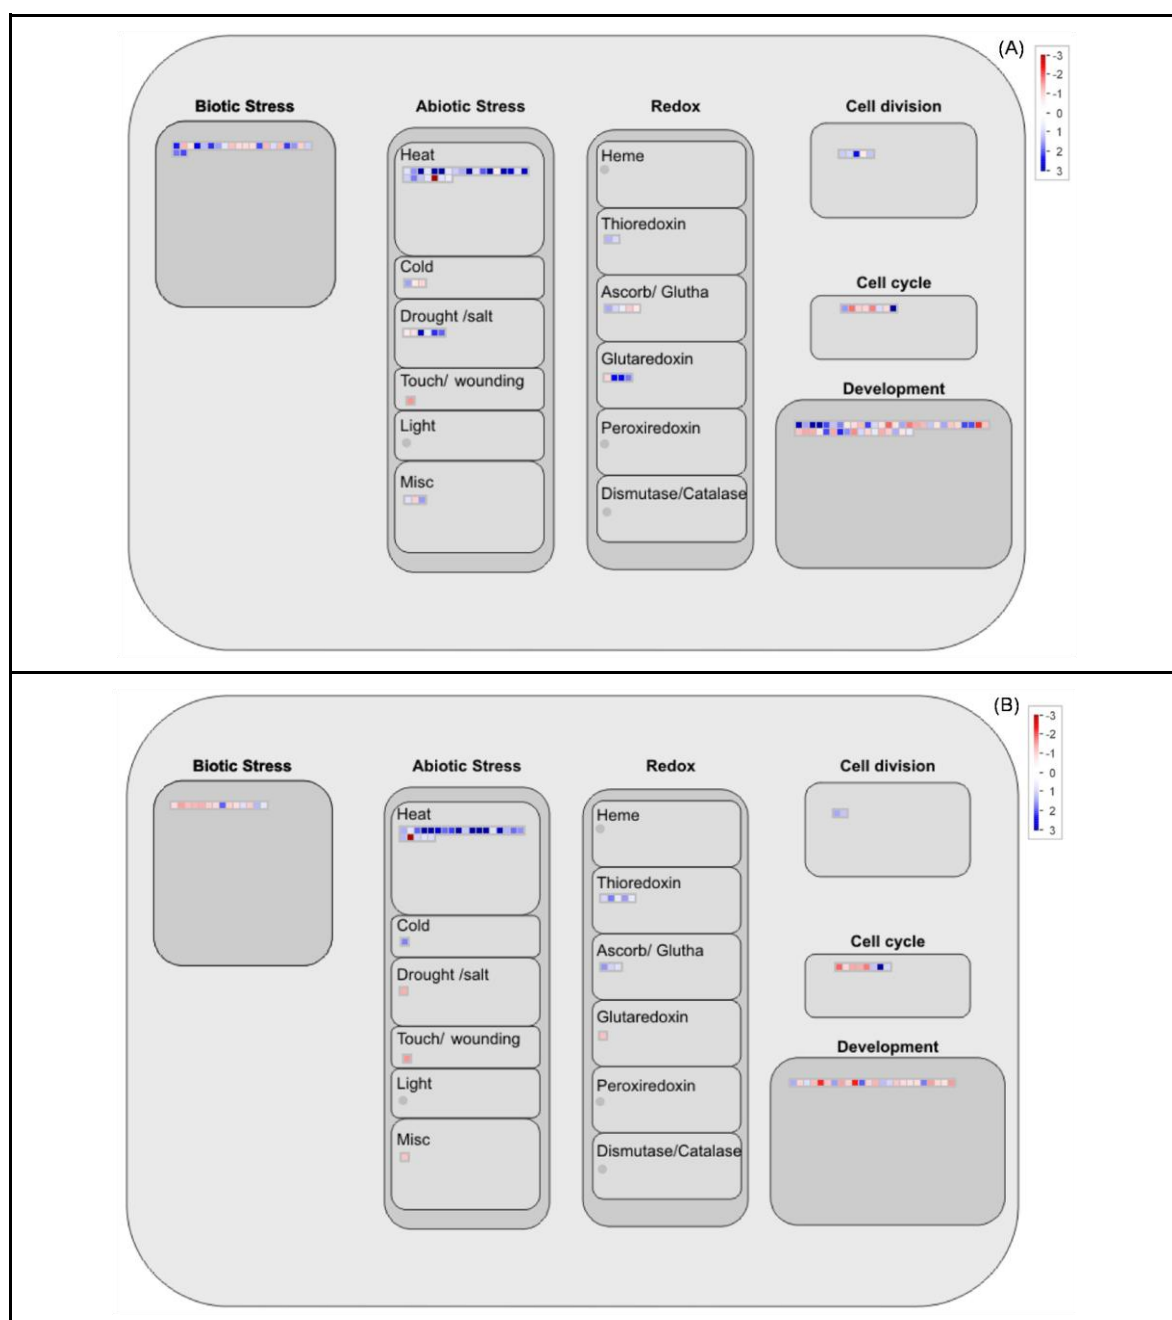 (A)
-3
-2
-1
0
1
2
3
Biotic Stress
Abiotic Stress
Redox
Cell division
Heat
Cold
Drought /salt
Touch/ wounding
Light
Misc
Heme
Thioredoxin
Ascorb/ Glutha
Glutaredoxin
Peroxiredoxin
Dismutase/Catalase
Cell cycle
Development
(B)
-3
-2
-1
0
1
2
3
Biotic Stress
Abiotic Stress
Redox
Cell division
Heat
Cold
Drought /salt
Touch/ wounding
Light
Misc
Heme
Thioredoxin
Ascorb/ Glutha
Glutaredoxin
Peroxiredoxin
Dismutase/Catalase
Cell cycle
Development